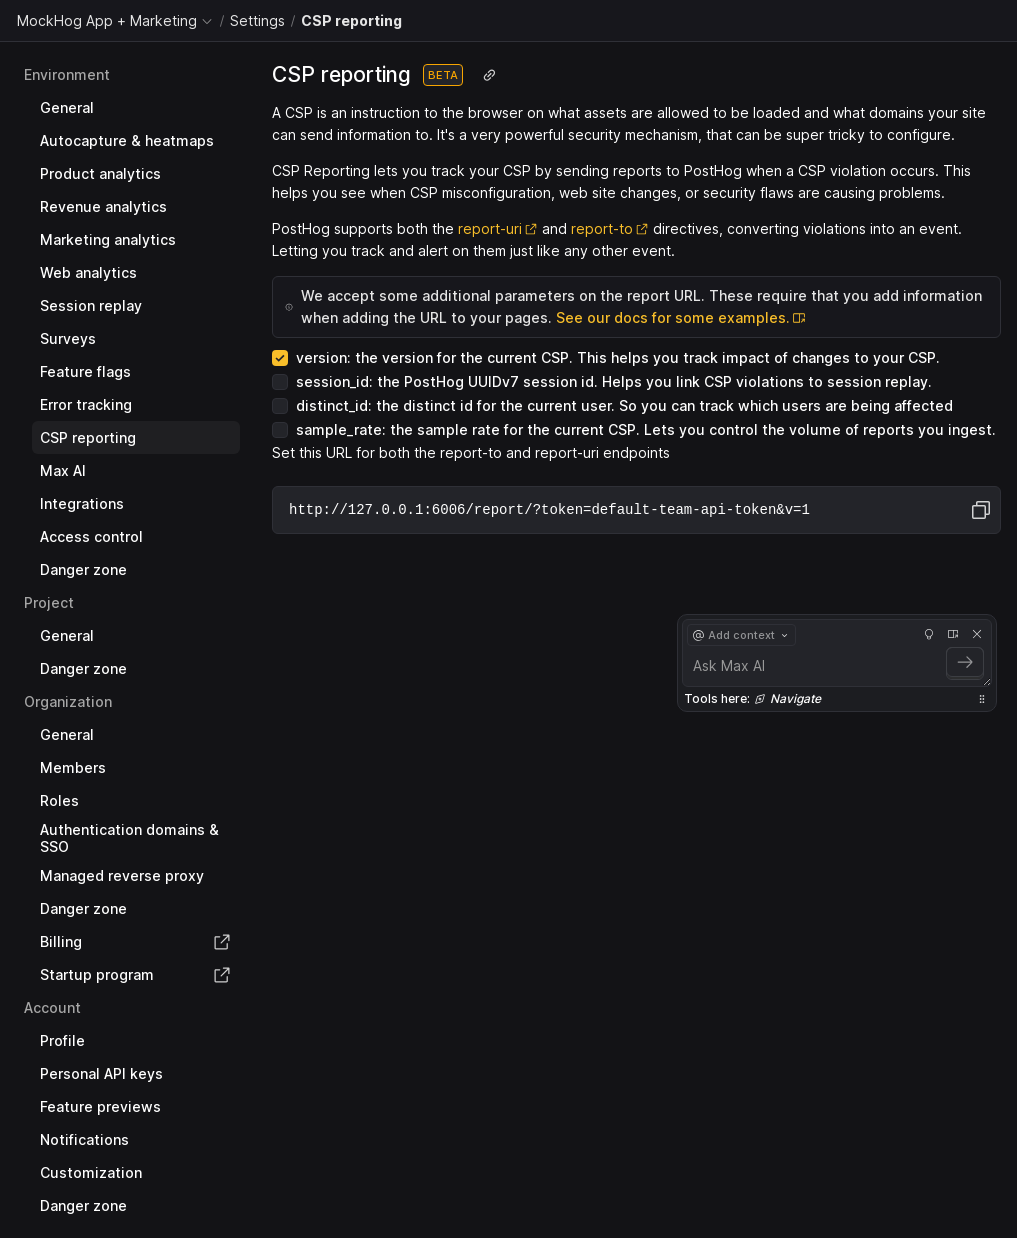 MockHog App + Marketing / Settings / CSP reporting
Environment
General
Autocapture & heatmaps
Product analytics
Revenue analytics
Marketing analytics
Web analytics
Session replay
Surveys
Feature flags
Error tracking
CSP reporting
Max AI
Integrations
Access control
Danger zone
Project
General
Danger zone
Organization
General
Members
Roles
Authentication domains &
SSO
Managed reverse proxy
Danger zone
Billing
Startup program
Account
Profile
Personal API keys
Feature previews
Notifications
Customization
Danger zone
CSP reporting BETA
A CSP is an instruction to the browser on what assets are allowed to be loaded and what domains your site
can send information to. It's a very powerful security mechanism, that can be super tricky to configure.
CSP Reporting lets you track your CSP by sending reports to PostHog when a CSP violation occurs. This
helps you see when CSP misconfiguration, web site changes, or security flaws are causing problems.
PostHog supports both the report-uri and report-to directives, converting violations into an event.
Letting you track and alert on them just like any other event.
We accept some additional parameters on the report URL. These require that you add information
when adding the URL to your pages. See our docs for some examples.
version: the version for the current CSP. This helps you track impact of changes to your CSP.
session_id: the PostHog UUIDv7 session id. Helps you link CSP violations to session replay.
distinct_id: the distinct id for the current user. So you can track which users are being affected
sample_rate: the sample rate for the current CSP. Lets you control the volume of reports you ingest.
Set this URL for both the report-to and report-uri endpoints
http://127.0.0.1:6006/report/?token=default-team-api-token&v=1
@ Add context
Ask Max AI
Tools here: Navigate